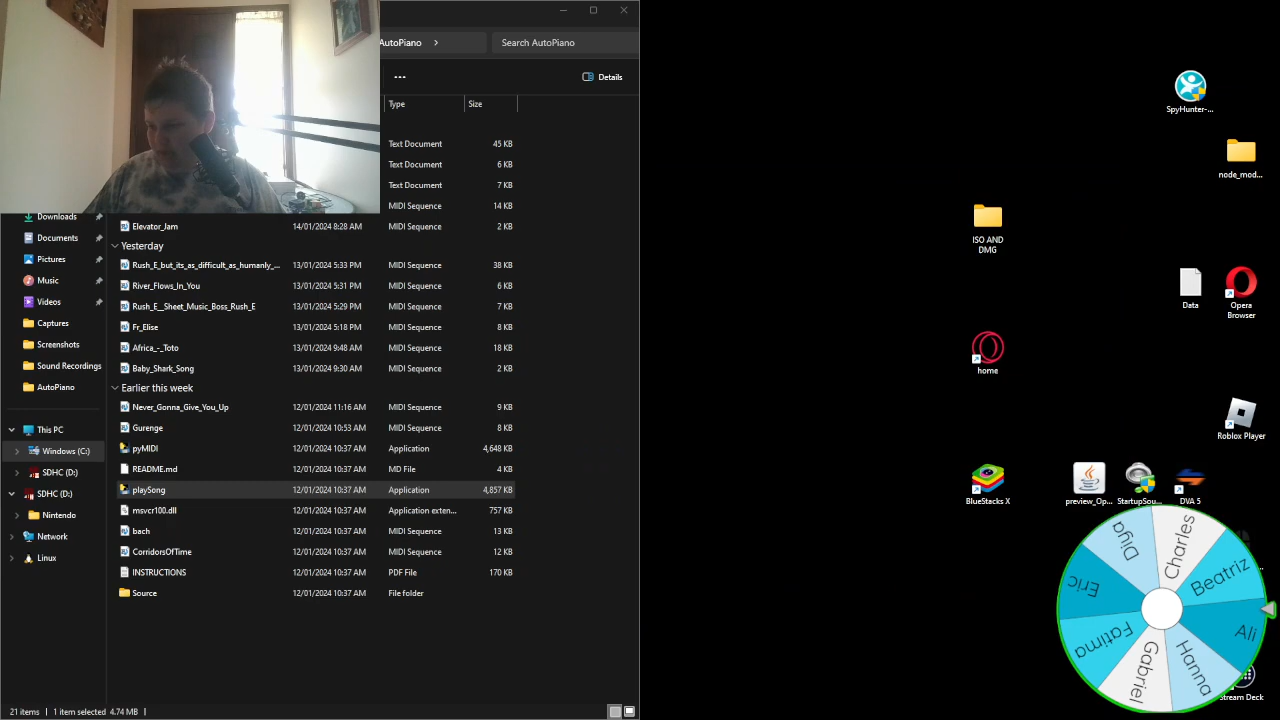 AutoPiano
Search AutoPiano
Details
Type Size
Text Document 45 KB
Text Document 6 KB
Text Document 7 KB
MIDI Sequence 14 KB
Elevator_Jam 14/01/2024 8:28 AM MIDI Sequence 2 KB
Yesterday
Rush_E_but_its_as_difficult_as_humanly_... 13/01/2024 5:33 PM MIDI Sequence 38 KB
River_Flows_In_You 13/01/2024 5:31 PM MIDI Sequence 6 KB
Rush_E__Sheet_Music_Boss_Rush_E 13/01/2024 5:29 PM MIDI Sequence 7 KB
Fr_Elise 13/01/2024 5:18 PM MIDI Sequence 8 KB
Africa_-_Toto 13/01/2024 9:48 AM MIDI Sequence 18 KB
Baby_Shark_Song 13/01/2024 9:30 AM MIDI Sequence 2 KB
Earlier this week
Never_Gonna_Give_You_Up 12/01/2024 11:16 AM MIDI Sequence 9 KB
Gurenge 12/01/2024 10:53 AM MIDI Sequence 8 KB
pyMIDI 12/01/2024 10:37 AM Application 4,648 KB
README.md 12/01/2024 10:37 AM MD File 4 KB
playSong 12/01/2024 10:37 AM Application 4,857 KB
msvcr100.dll 12/01/2024 10:37 AM Application exten... 757 KB
bach 12/01/2024 10:37 AM MIDI Sequence 13 KB
CorridorsOfTime 12/01/2024 10:37 AM MIDI Sequence 12 KB
INSTRUCTIONS 12/01/2024 10:37 AM PDF File 170 KB
Source 12/01/2024 10:37 AM File folder
Downloads
Documents
Pictures
Music
Videos
Captures
Screenshots
Sound Recordings
AutoPiano
This PC
Windows (C:)
SDHC (D:)
SDHC (D:)
Nintendo
Network
Linux
21 items
1 item selected 4.74 MB
SpyHunter-...
node_mod...
ISO AND
DMG
Data
Opera
Browser
home
Roblox Player
BlueStacks X
preview_Op...
StartupSou...
DVA 5
Charles
Beatriz
Ali
Hanna
Gabriel
Fatima
Eric
Diya
Stream Deck